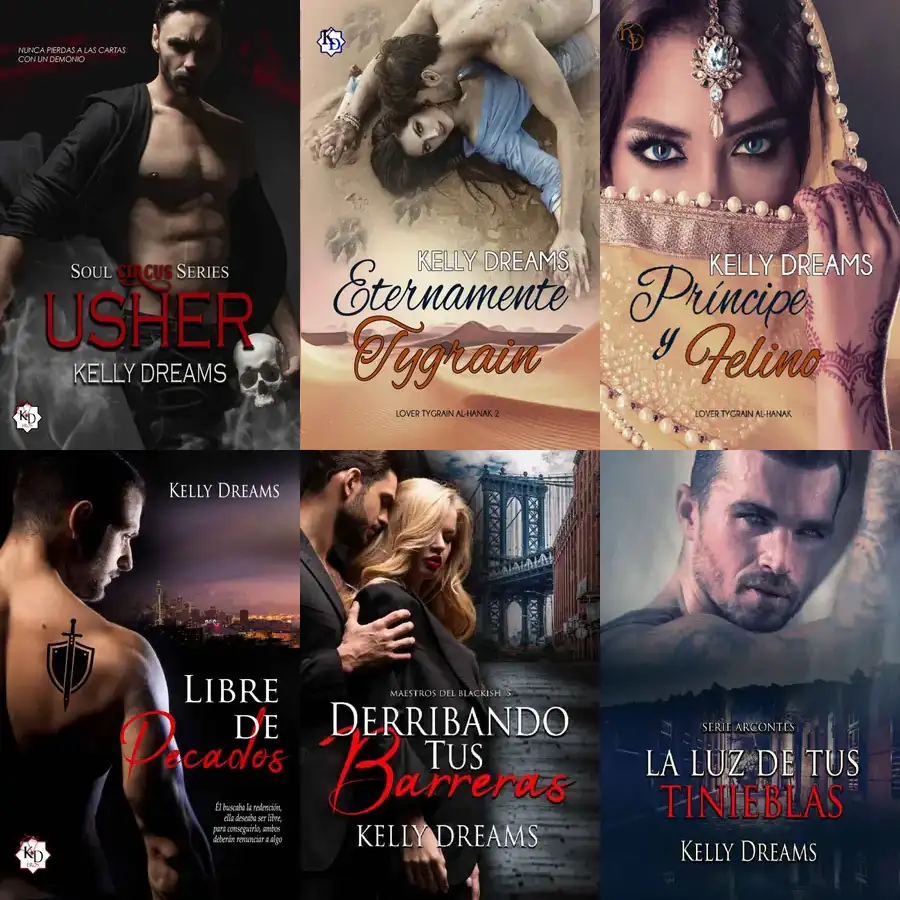 NUNCA PIERDAS A LAS CARTAS
CON UN DEMONIO
SOUL CIRCUS SERIES
USHER
KELLY DREAMS
KD
KD
KELLY DREAMS
Eternamente
Tygrain
LOVER TYGRAIN AL-HANAK 2
KD
KELLY DREAMS
Príncipe
y
Felino
LOVER TYGRAIN AL-HANAK
KELLY DREAMS
LIBRE
DE
Pecados
Él buscaba la redención,
ella deseaba ser libre,
para conseguirlo, ambos
deberán renunciar a algo
KD
MAESTROS DEL BLACKISH 5
DERRIBANDO
TUS
Barreras
KELLY DREAMS
SERIE ARCONTES
LA LUZ DE TUS
TINIEBLAS
KELLY DREAMS